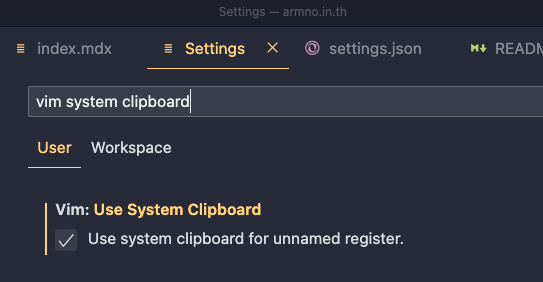 Settings — armno.in.th
index.mdx Settings settings.json README
vim system clipboard
User Workspace
Vim: Use System Clipboard
Use system clipboard for unnamed register.